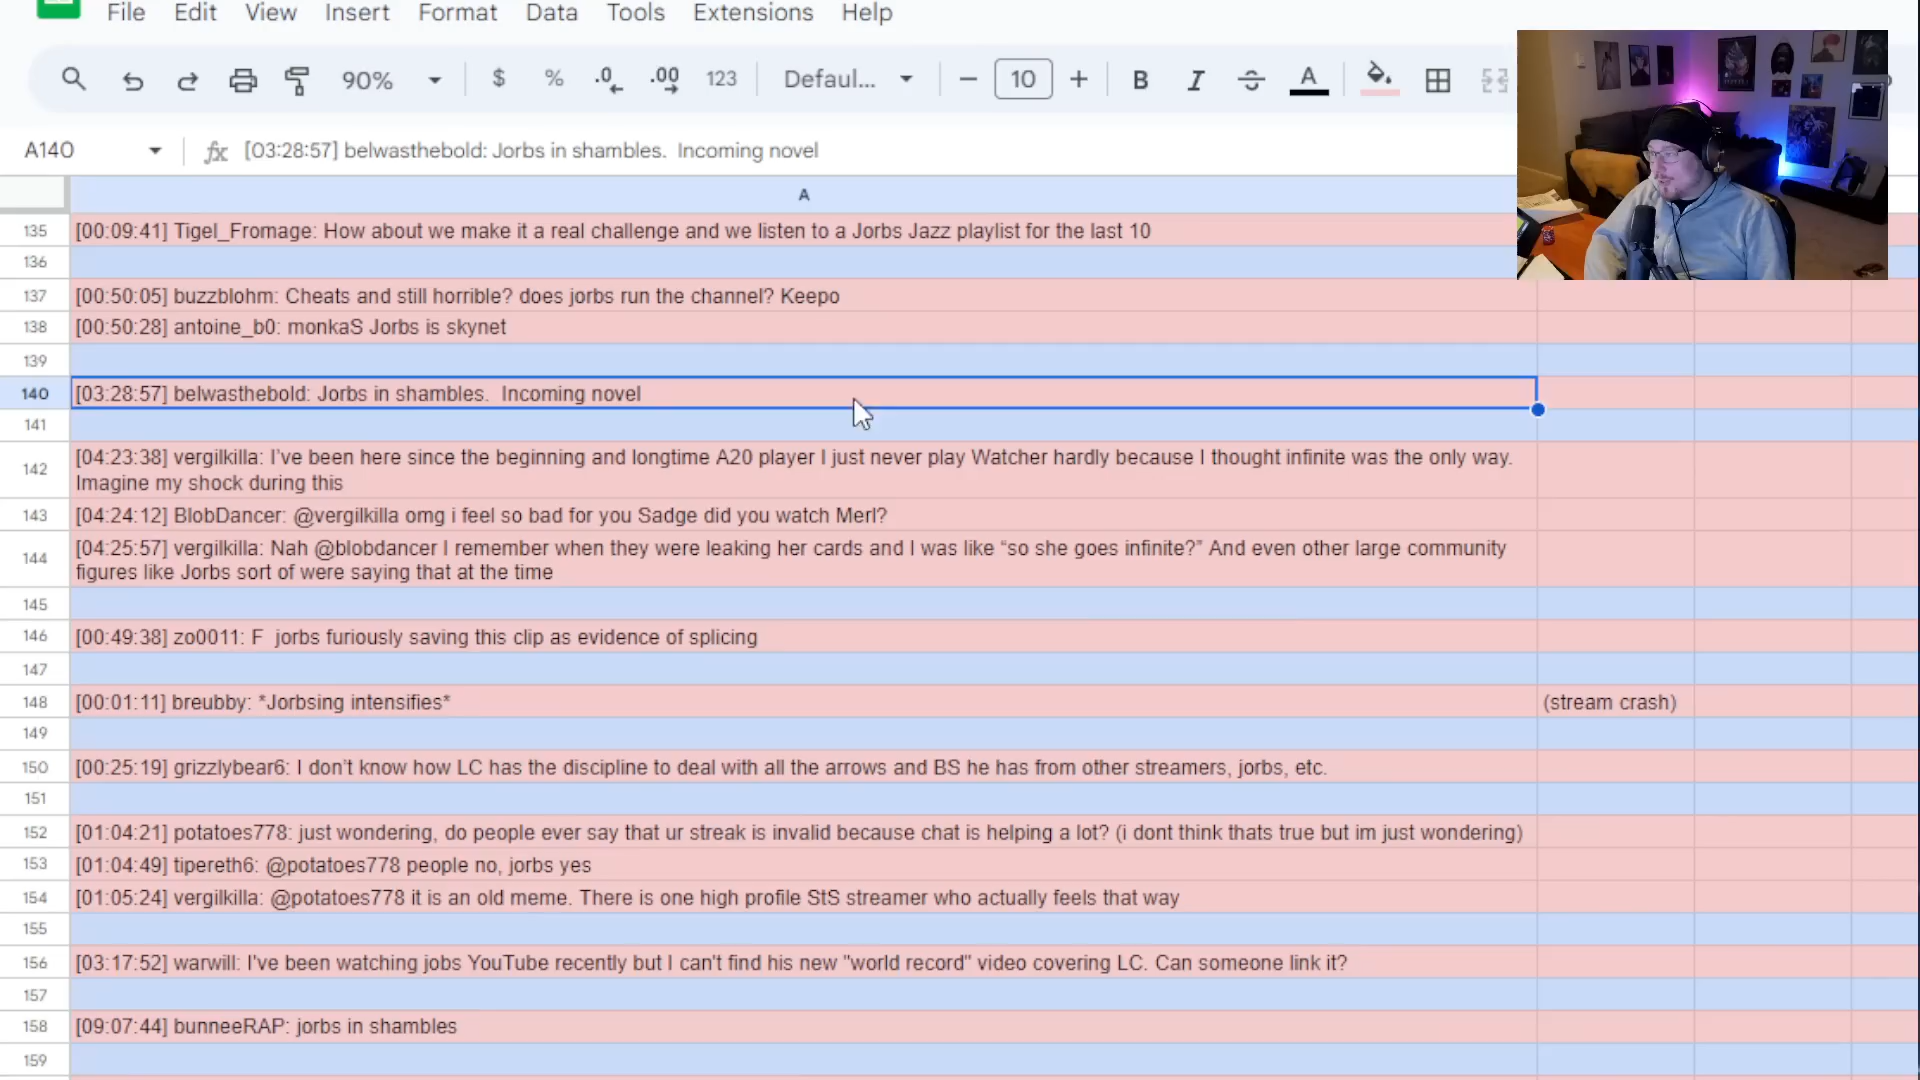 File Edit View Insert Format Data Tools Extensions Help
90% $ % .0 .00 123 Defaul... 10 B I A
A140 fx [03:28:57] belwasthebold: Jorbs in shambles.  Incoming novel
A
135 [00:09:41] Tigel_Fromage: How about we make it a real challenge and we listen to a Jorbs Jazz playlist for the last 10
136
137 [00:50:05] buzzblohm: Cheats and still horrible? does jorbs run the channel? Keepo
138 [00:50:28] antoine_b0: monkaS Jorbs is skynet
139
140 [03:28:57] belwasthebold: Jorbs in shambles.  Incoming novel
141
142 [04:23:38] vergilkilla: I've been here since the beginning and longtime A20 player I just never play Watcher hardly because I thought infinite was the only way.
Imagine my shock during this
143 [04:24:12] BlobDancer: @vergilkilla omg i feel so bad for you Sadge did you watch Merl?
144 [04:25:57] vergilkilla: Nah @blobdancer I remember when they were leaking her cards and I was like “so she goes infinite?” And even other large community
figures like Jorbs sort of were saying that at the time
145
146 [00:49:38] zo0011: F  jorbs furiously saving this clip as evidence of splicing
147
148 [00:01:11] breubby: *Jorbsing intensifies* (stream crash)
149
150 [00:25:19] grizzlybear6: I don't know how LC has the discipline to deal with all the arrows and BS he has from other streamers, jorbs, etc.
151
152 [01:04:21] potatoes778: just wondering, do people ever say that ur streak is invalid because chat is helping a lot? (i dont think thats true but im just wondering)
153 [01:04:49] tipereth6: @potatoes778 people no, jorbs yes
154 [01:05:24] vergilkilla: @potatoes778 it is an old meme. There is one high profile StS streamer who actually feels that way
155
156 [03:17:52] warwill: I've been watching jobs YouTube recently but I can't find his new "world record" video covering LC. Can someone link it?
157
158 [09:07:44] bunneeRAP: jorbs in shambles
159